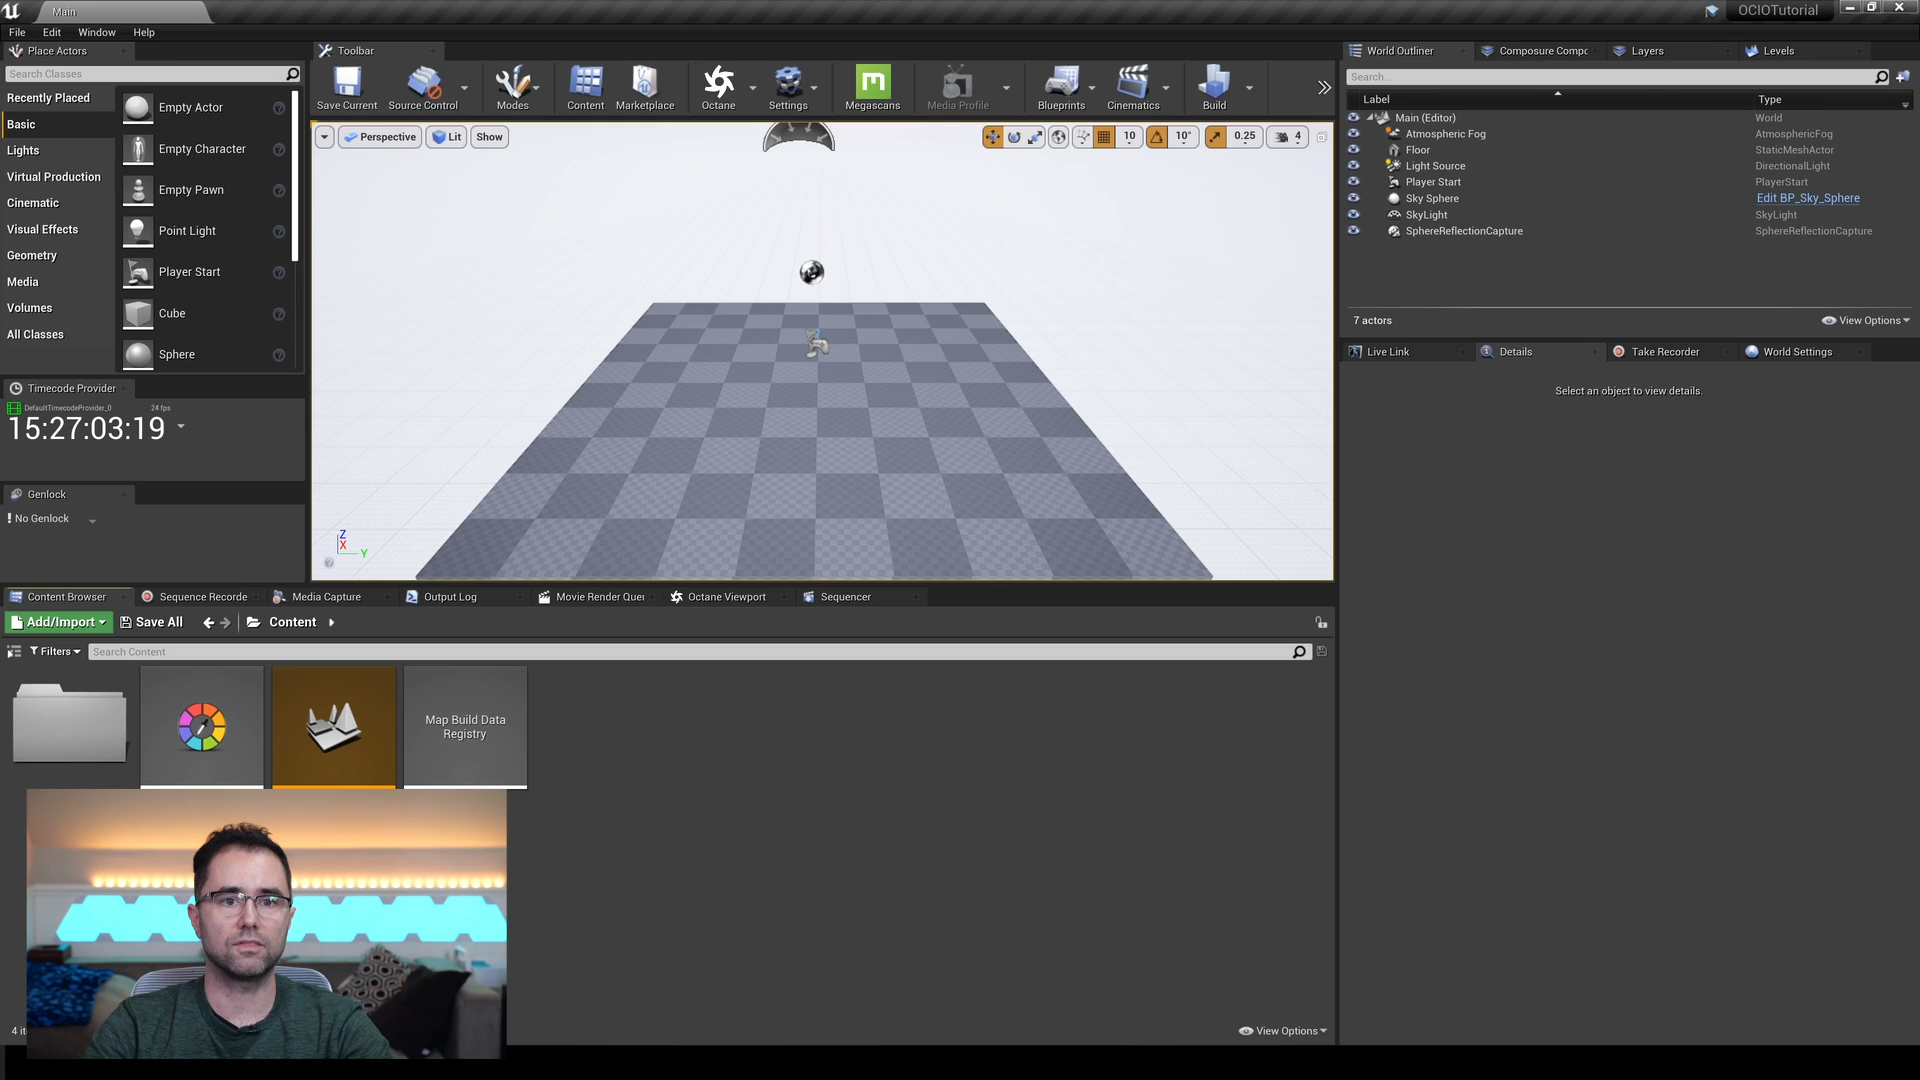 Main
OCIOTutorial
File Edit Window Help
Place Actors
Search Classes
Recently Placed
Basic
Lights
Virtual Production
Cinematic
Visual Effects
Geometry
Media
Volumes
All Classes
Empty Actor
Empty Character
Empty Pawn
Point Light
Player Start
Cube
Sphere
Timecode Provider
DefaultTimecodeProvider_0 24 fps
15:27:03:19
Genlock
! No Genlock
Toolbar
Save Current Source Control Modes Content Marketplace Octane Settings Megascans Media Profile Blueprints Cinematics Build
Perspective Lit Show 10 10° 0.25 4
Z
X
Y
World Outliner Composure Compo Layers Levels
Search...
Label Type
Main (Editor) World
Atmospheric Fog AtmosphericFog
Floor StaticMeshActor
Light Source DirectionalLight
Player Start PlayerStart
Sky Sphere Edit BP_Sky_Sphere
SkyLight SkyLight
SphereReflectionCapture SphereReflectionCapture
7 actors View Options
Live Link Details Take Recorder World Settings
Select an object to view details.
Content Browser Sequence Recorde Media Capture Output Log Movie Render Queu Octane Viewport Sequencer
Add/Import Save All Content
Filters Search Content
Map Build Data
Registry
4 it
View Options